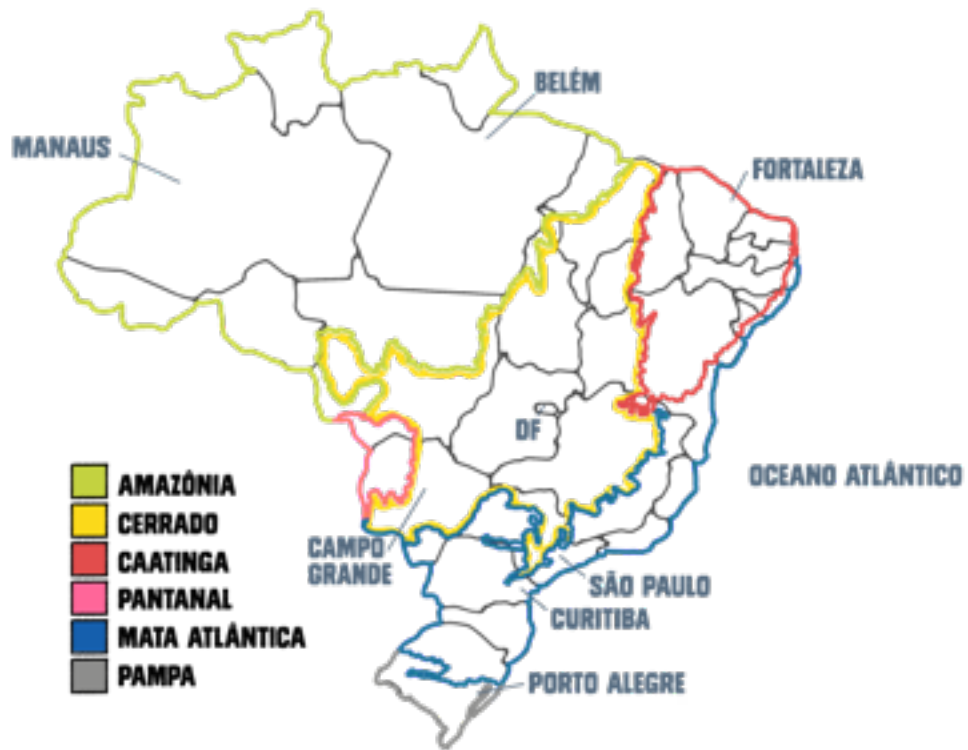 BELÉM
MANAUS
FORTALEZA
DF
OCEANO ATLÂNTICO
AMAZÔNIA
CERRADO
CAATINGA
PANTANAL
MATA ATLÂNTICA
PAMPA
CAMPO
GRANDE
SÃO PAULO
CURITIBA
PORTO ALEGRE